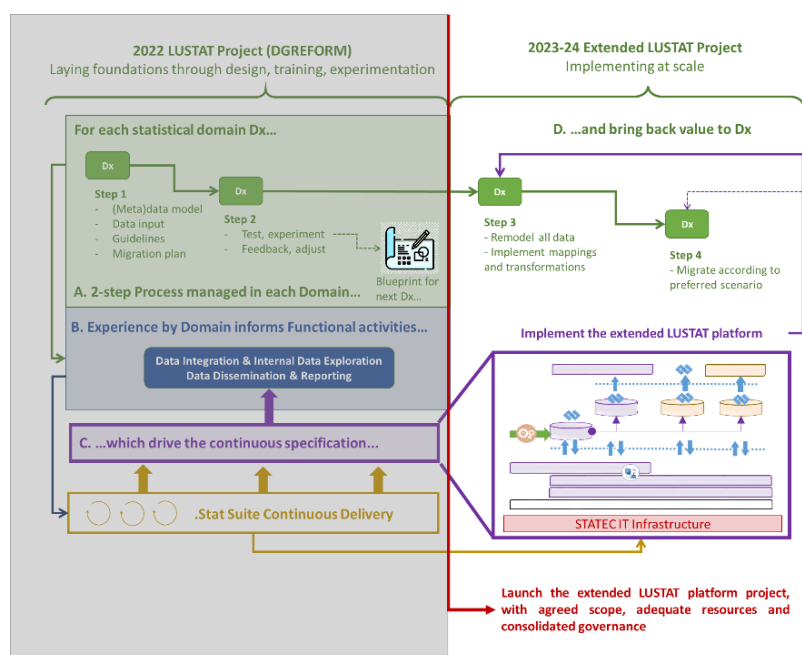 2022 LUSTAT Project (DGREFORM)
Laying foundations through design, training, experimentation
2023-24 Extended LUSTAT Project
Implementing at scale
For each statistical domain Dx...
Dx
Step 1
- (Meta)data model
- Data input
- Guidelines
- Migration plan
Dx
Step 2
- Test, experiment
- Feedback, adjust
Blueprint for
next Dx...
A. 2-step Process managed in each Domain...
D. ...and bring back value to Dx
Dx
Step 3
- Remodel all data
- Implement mappings
and transformations
Dx
Step 4
- Migrate according to
preferred scenario
B. Experience by Domain informs Functional activities...
Data Integration & Internal Data Exploration
Data Dissemination & Reporting
C. ...which drive the continuous specification...
.Stat Suite Continuous Delivery
Implement the extended LUSTAT platform
STATEC IT Infrastructure
Launch the extended LUSTAT platform project,
with agreed scope, adequate resources and
consolidated governance